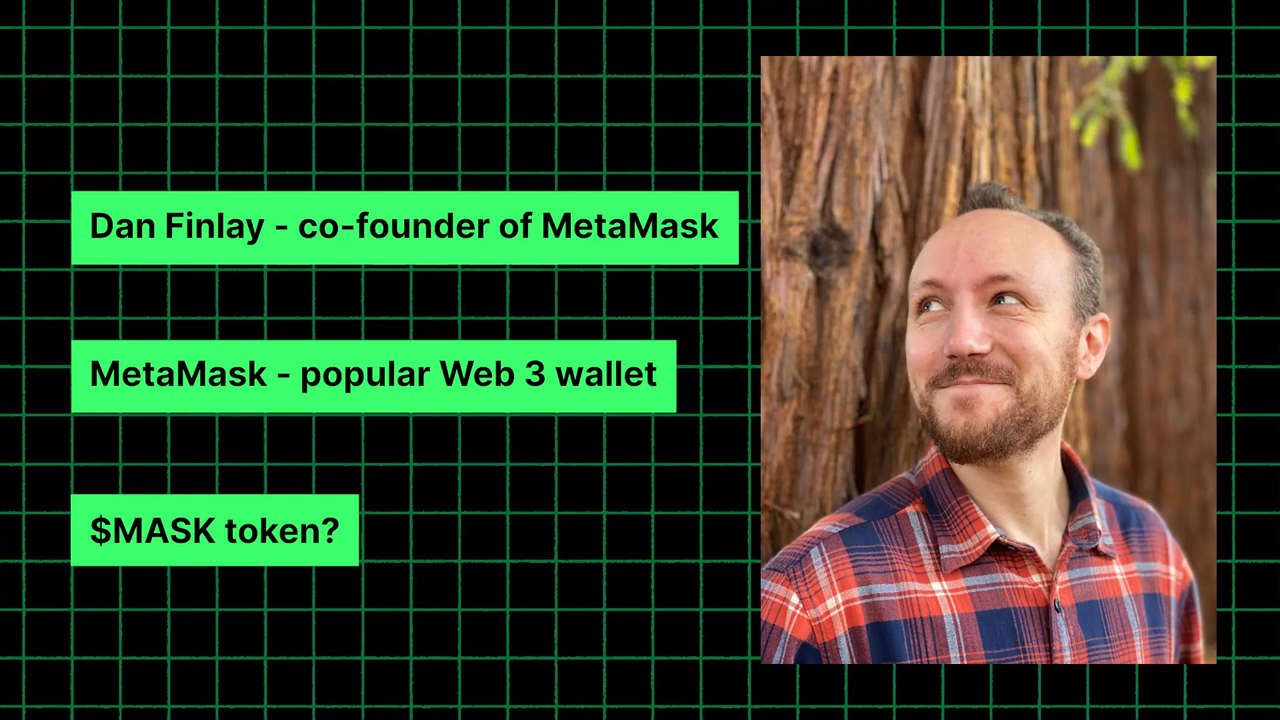 Dan Finlay - co-founder of MetaMask
MetaMask - popular Web 3 wallet
$MASK token?